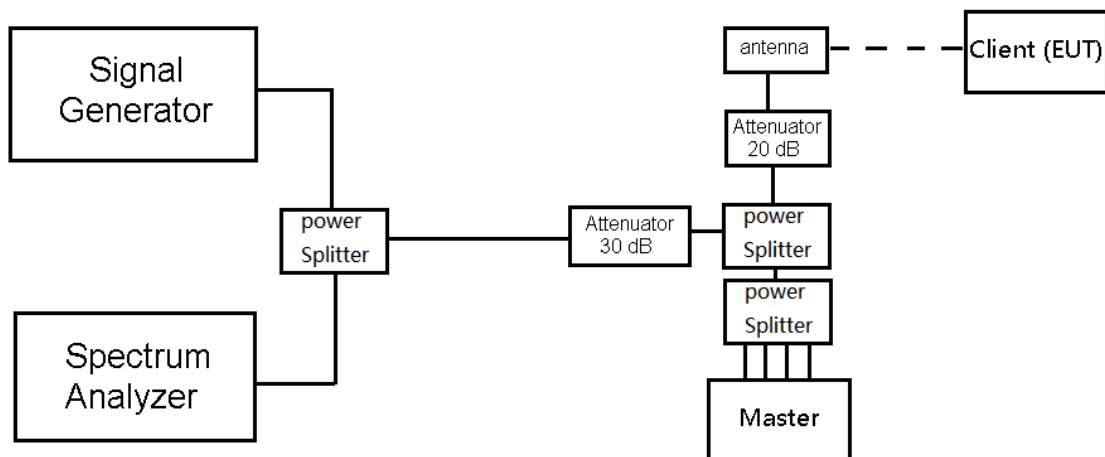 Signal
Generator
antenna
Client (EUT)
Attenuator
20 dB
power
Splitter
Attenuator
30 dB
power
Splitter
power
Splitter
Spectrum
Analyzer
Master